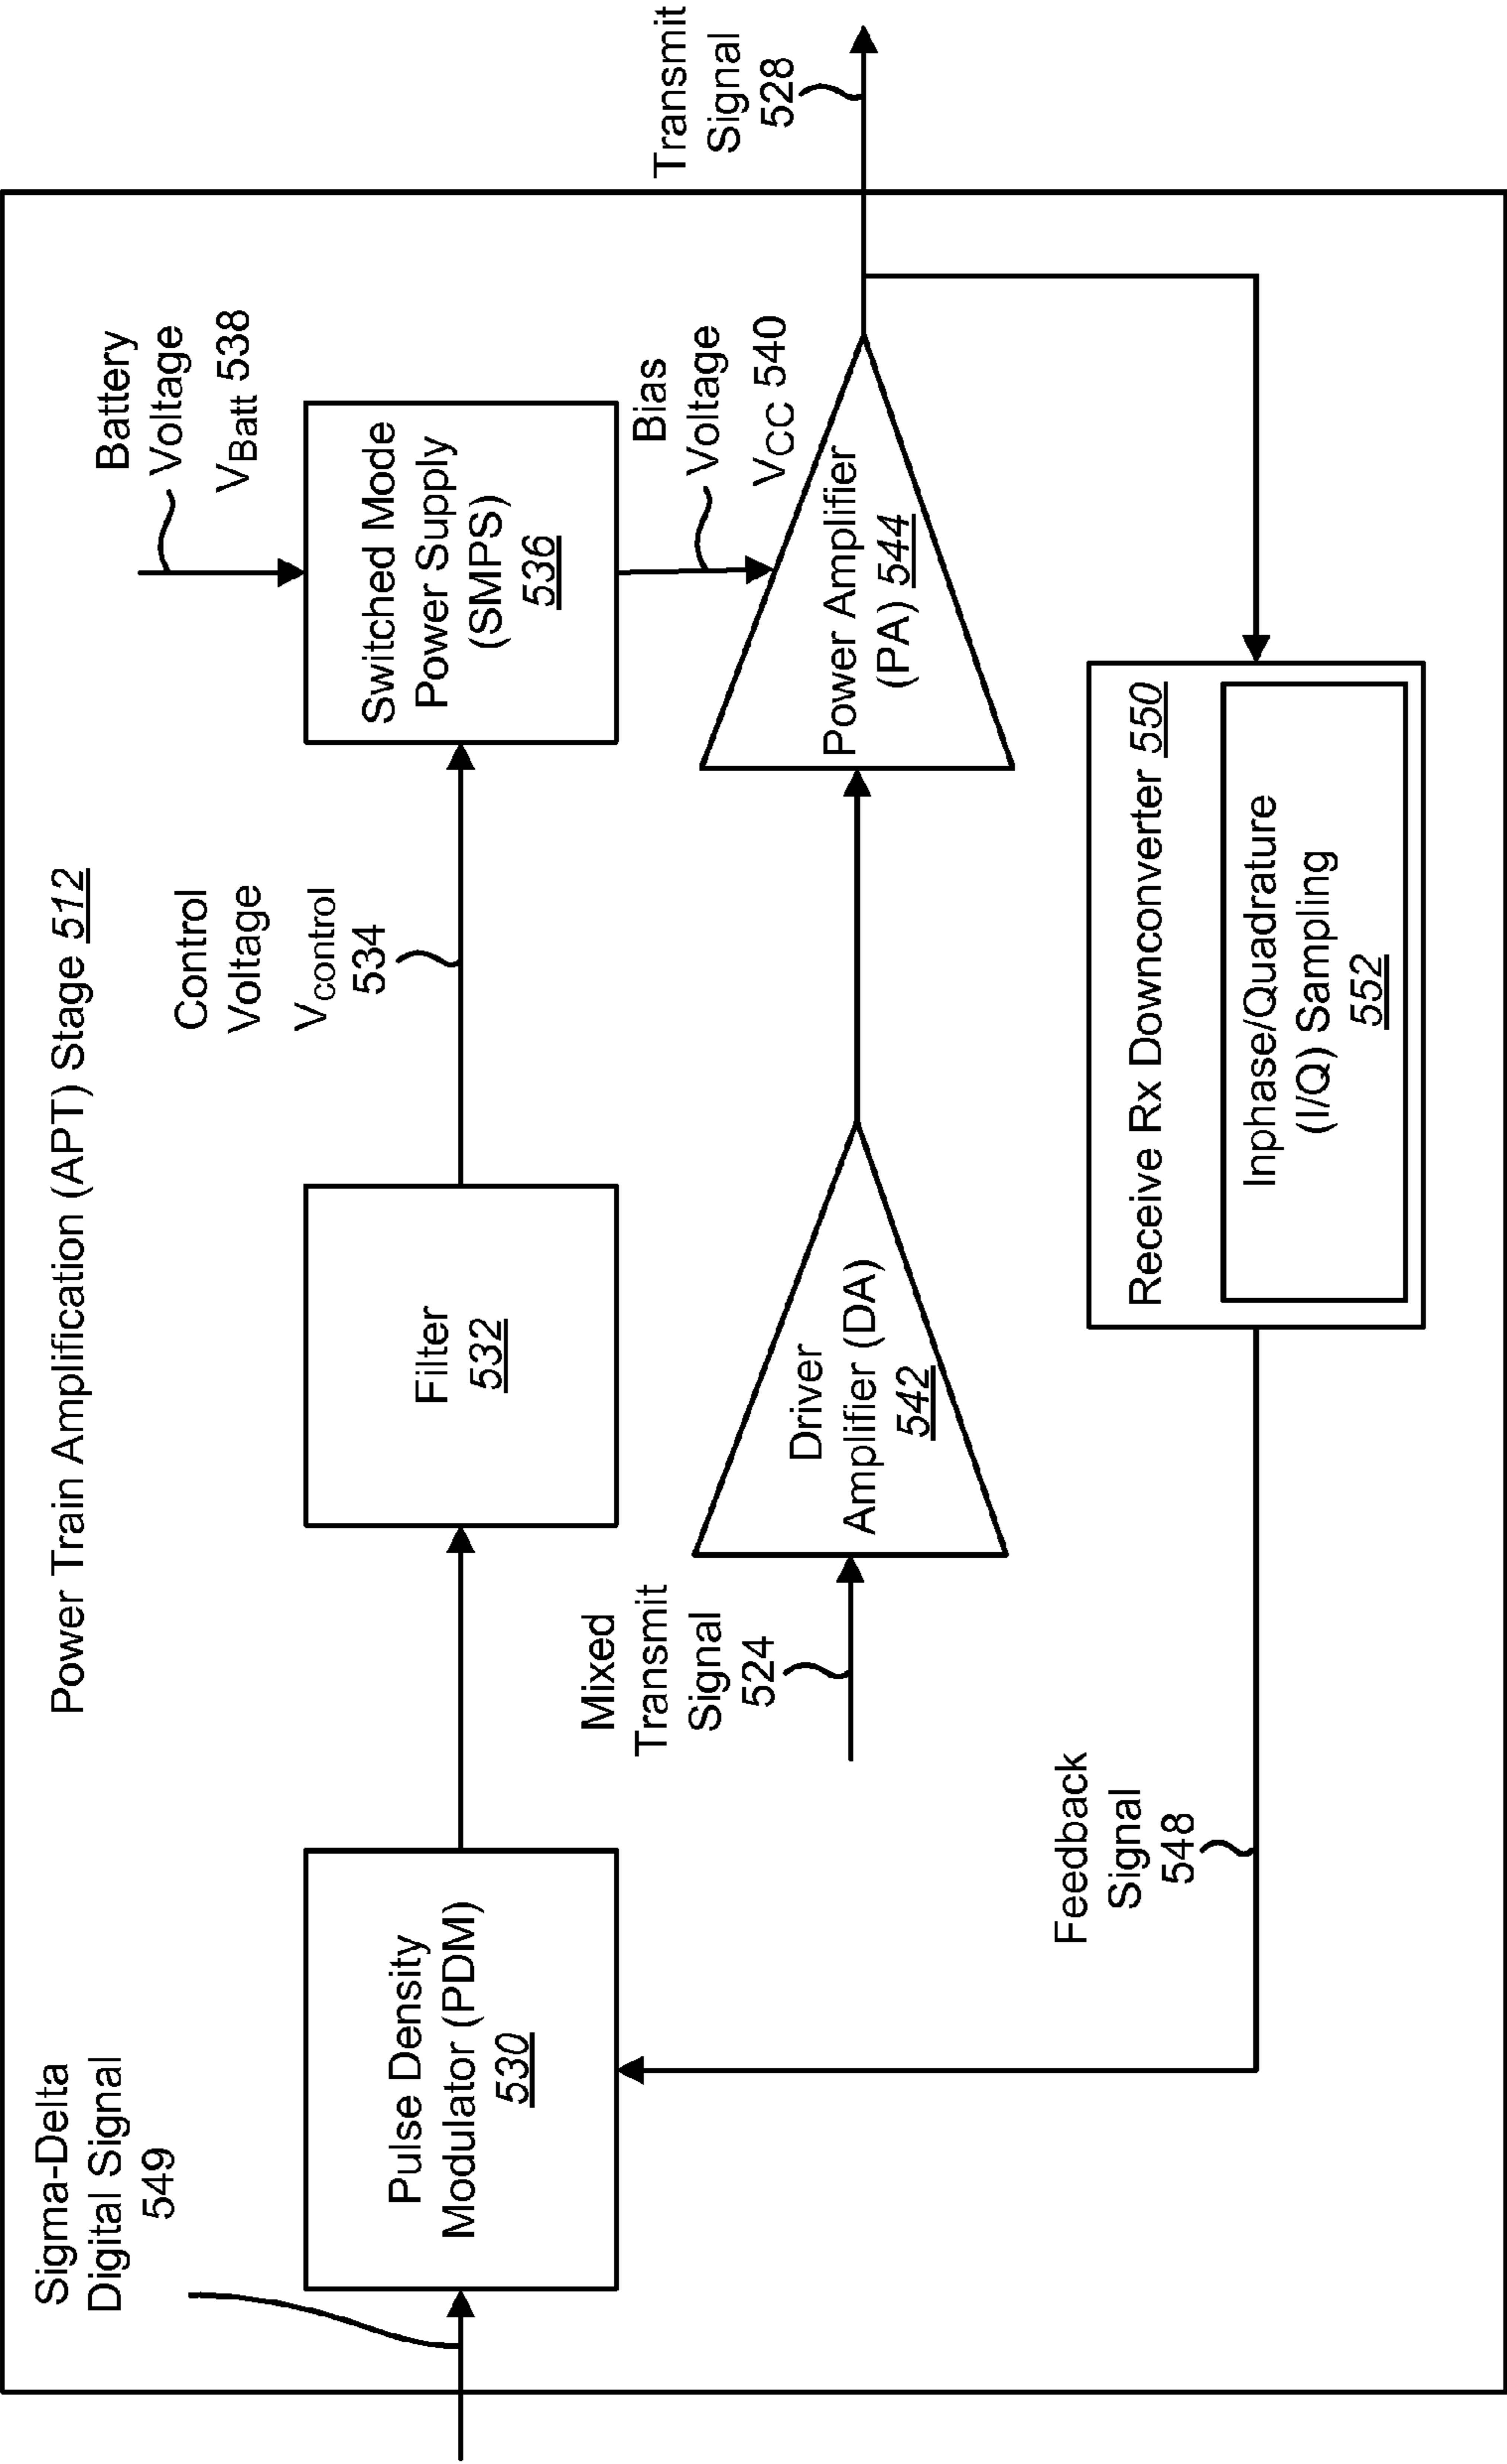 Power Train Amplification (APT) Stage 512
Sigma-Delta
Digital Signal
549
Pulse Density
Modulator (PDM)
530
Filter
532
Control
Voltage
Vcontrol
534
Battery
Voltage
VBatt 538
Switched Mode
Power Supply
(SMPS)
536
Bias
Voltage
VCC 540
Mixed
Transmit
Signal
524
Driver
Amplifier (DA)
542
Power Amplifier
(PA) 544
Transmit
Signal
528
Feedback
Signal
548
Receive Rx Downconverter 550
Inphase/Quadrature
(I/Q) Sampling
552